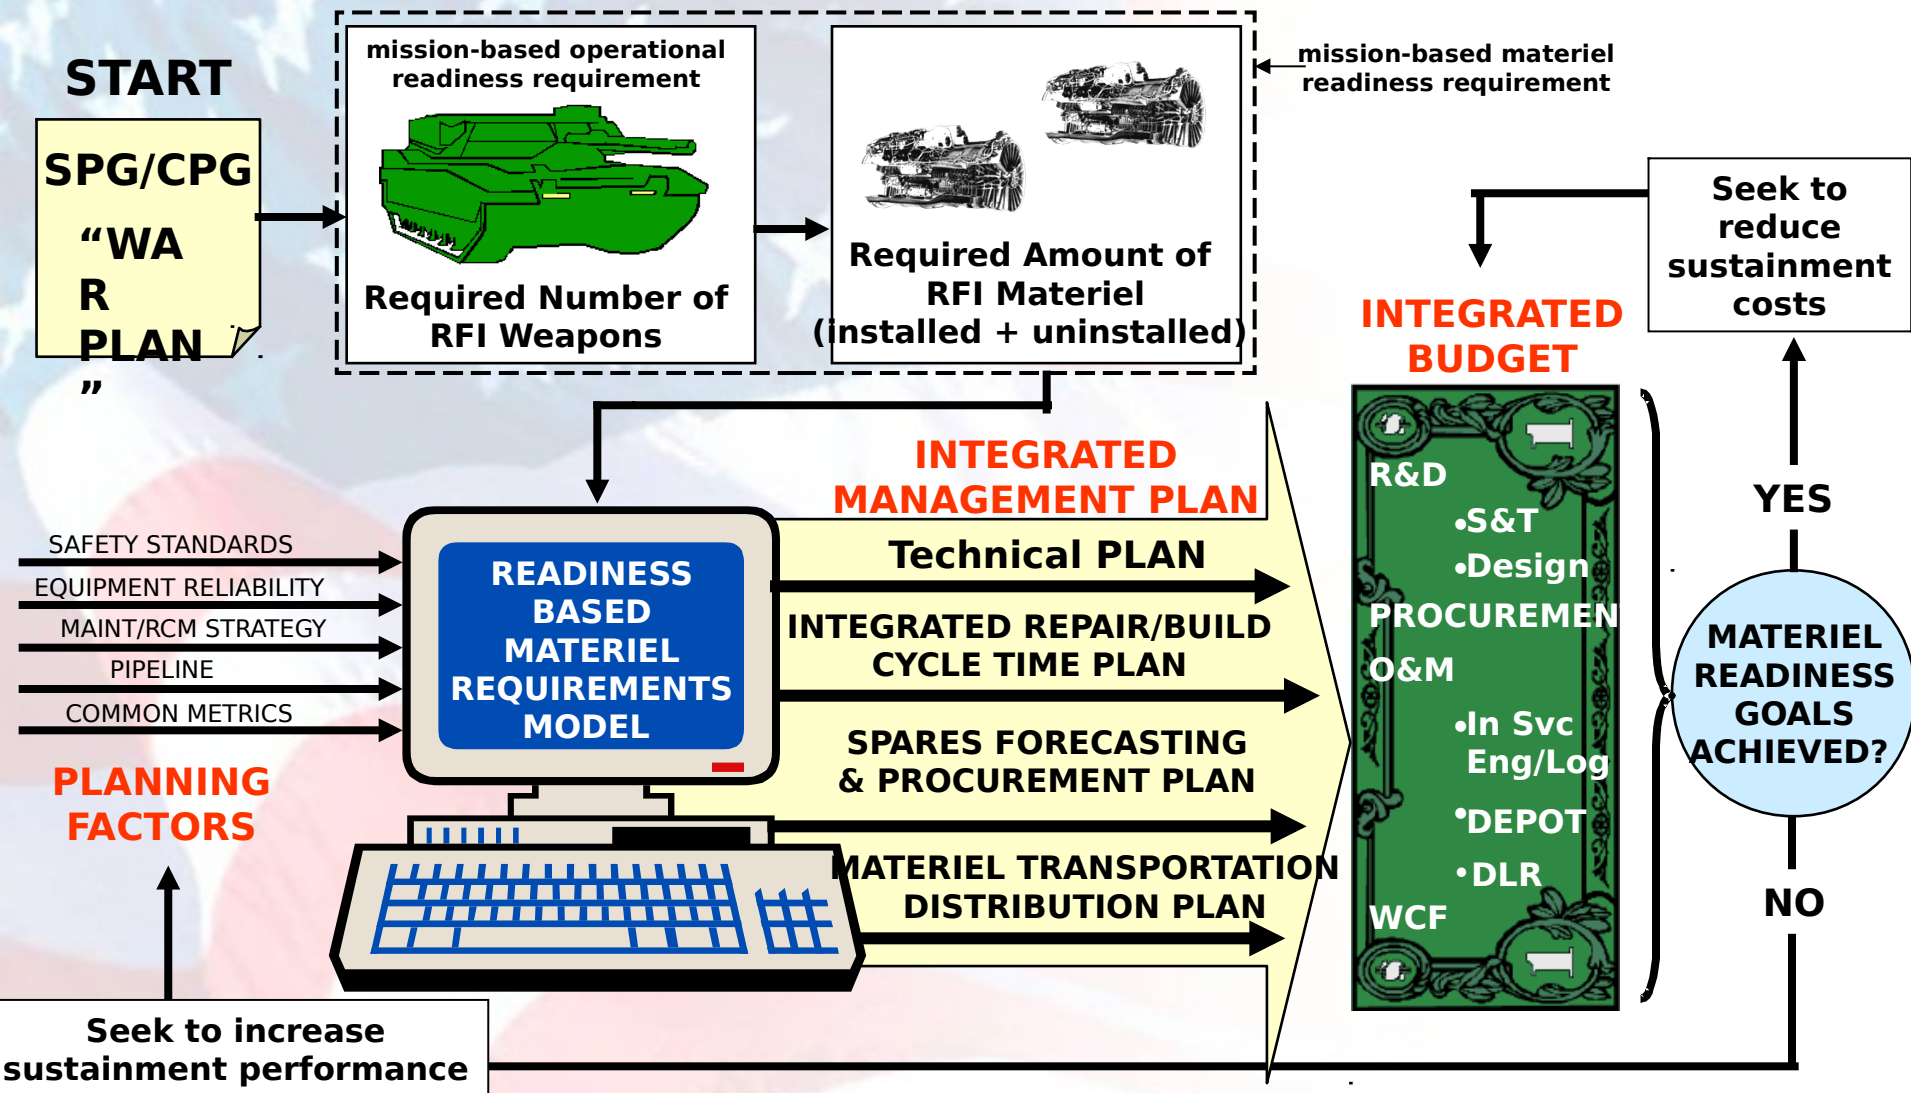 START
SPG/CPG
“WA
R
PLAN
”
mission-based operational
readiness requirement
Required Number of
RFI Weapons
Required Amount of
RFI Materiel
(installed + uninstalled)
mission-based materiel
readiness requirement
Seek to
reduce
sustainment
costs
INTEGRATED
BUDGET
INTEGRATED
MANAGEMENT PLAN
Technical PLAN
INTEGRATED REPAIR/BUILD
CYCLE TIME PLAN
SPARES FORECASTING
& PROCUREMENT PLAN
MATERIEL TRANSPORTATION
DISTRIBUTION PLAN
SAFETY STANDARDS
EQUIPMENT RELIABILITY
MAINT/RCM STRATEGY
PIPELINE
COMMON METRICS
PLANNING
FACTORS
READINESS
BASED
MATERIEL
REQUIREMENTS
MODEL
1
R&D
•S&T
•Design
PROCUREMEN
O&M
•In Svc
Eng/Log
•DEPOT
•DLR
WCF
1
YES
MATERIEL
READINESS
GOALS
ACHIEVED?
NO
Seek to increase
sustainment performance